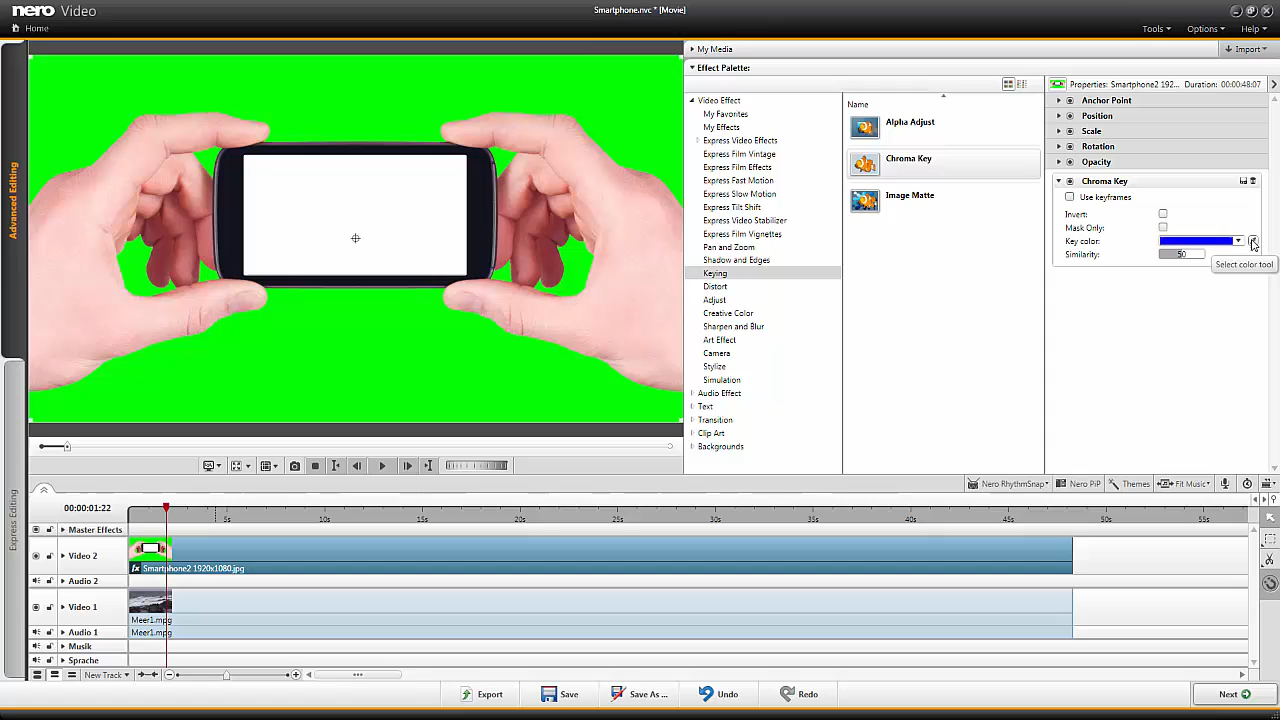 nero Video
Smartphone.nvc * [Movie]
Home
Tools
Options
Help
My Media
Import
Effect Palette:
Advanced Editing
Express Editing
Video Effect
My Favorites
My Effects
Express Video Effects
Express Film Vintage
Express Film Effects
Express Fast Motion
Express Slow Motion
Express Tilt Shift
Express Video Stabilizer
Express Film Vignettes
Pan and Zoom
Shadow and Edges
Keying
Distort
Adjust
Creative Color
Sharpen and Blur
Art Effect
Camera
Stylize
Simulation
Audio Effect
Text
Transition
Clip Art
Backgrounds
Name
Alpha Adjust
Chroma Key
Image Matte
Properties: Smartphone2 192... Duration: 00:00:48:07
Anchor Point
Position
Scale
Rotation
Opacity
Chroma Key
Use keyframes
Invert:
Mask Only:
Key color:
Similarity: 50
Select color tool
Nero RhythmSnap
Nero PiP
Themes
Fit Music
00:00:01:22
5s 10s 15s 20s 25s 30s 35s 40s 45s 50s 55s
Master Effects
Video 2
fx Smartphone2 1920x1080.jpg
Audio 2
Video 1
Meer1.mpg
Audio 1
Meer1.mpg
Musik
Sprache
New Track
Export
Save
Save As ...
Undo
Redo
Next